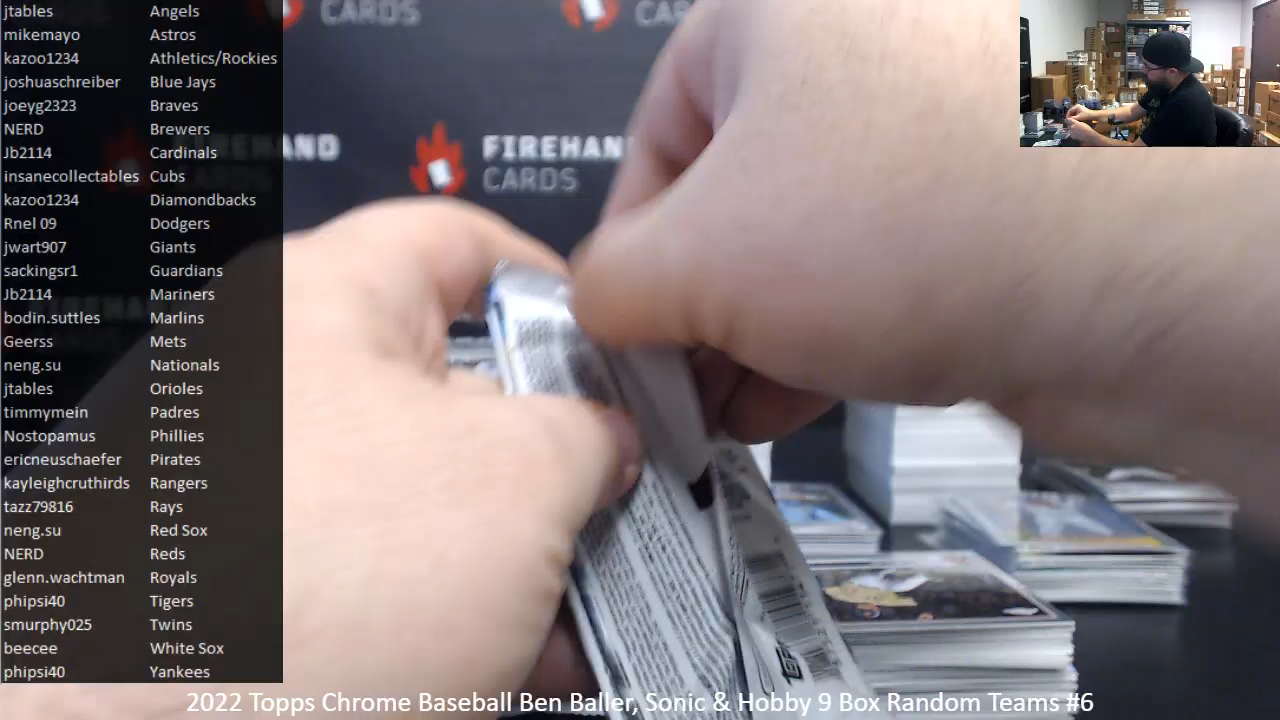 jtables Angels
mikemayo Astros
kazoo1234 Athletics/Rockies
joshuaschreiber Blue Jays
joeyg2323 Braves
NERD Brewers
Jb2114 Cardinals
insanecollectables Cubs
kazoo1234 Diamondbacks
Rnel 09 Dodgers
jwart907 Giants
sackingsr1 Guardians
Jb2114 Mariners
bodin.suttles Marlins
Geerss Mets
neng.su Nationals
jtables Orioles
timmymein Padres
Nostopamus Phillies
ericneuschaefer Pirates
kayleighcruthirds Rangers
tazz79816 Rays
neng.su Red Sox
NERD Reds
glenn.wachtman Royals
phipsi40 Tigers
smurphy025 Twins
beecee White Sox
phipsi40 Yankees
CARDS
FIREHAN
CARDS
2022 Topps Chrome Baseball Ben Baller, Sonic & Hobby 9 Box Random Teams #6